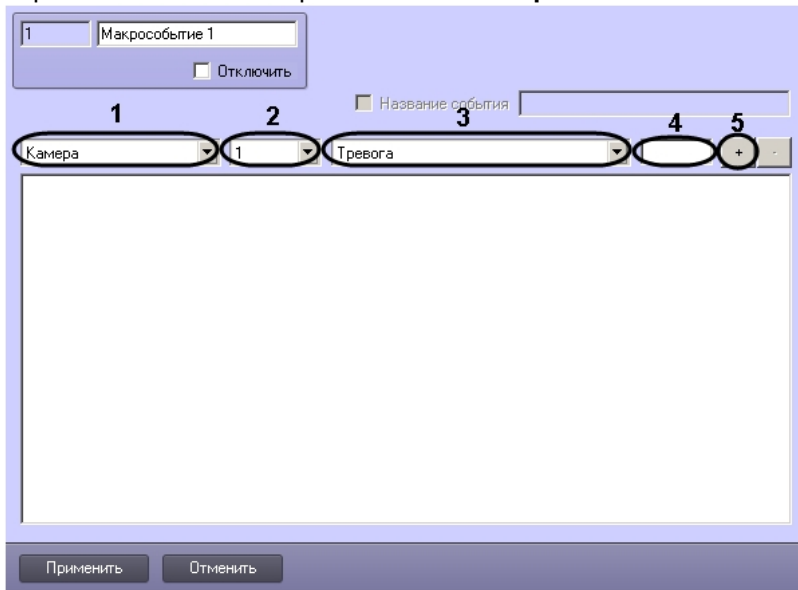 1 Макрособытие 1
Отключить
Название события
1 2 3 4 5
Камера 1 Тревога + -
Применить Отменить